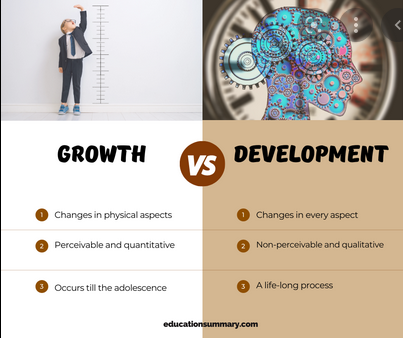 GROWTH
VS
DEVELOPMENT
1 Changes in physical aspects
2 Perceivable and quantitative
3 Occurs till the adolescence
1 Changes in every aspect
2 Non-perceivable and qualitative
3 A life-long process
educationsummary.com